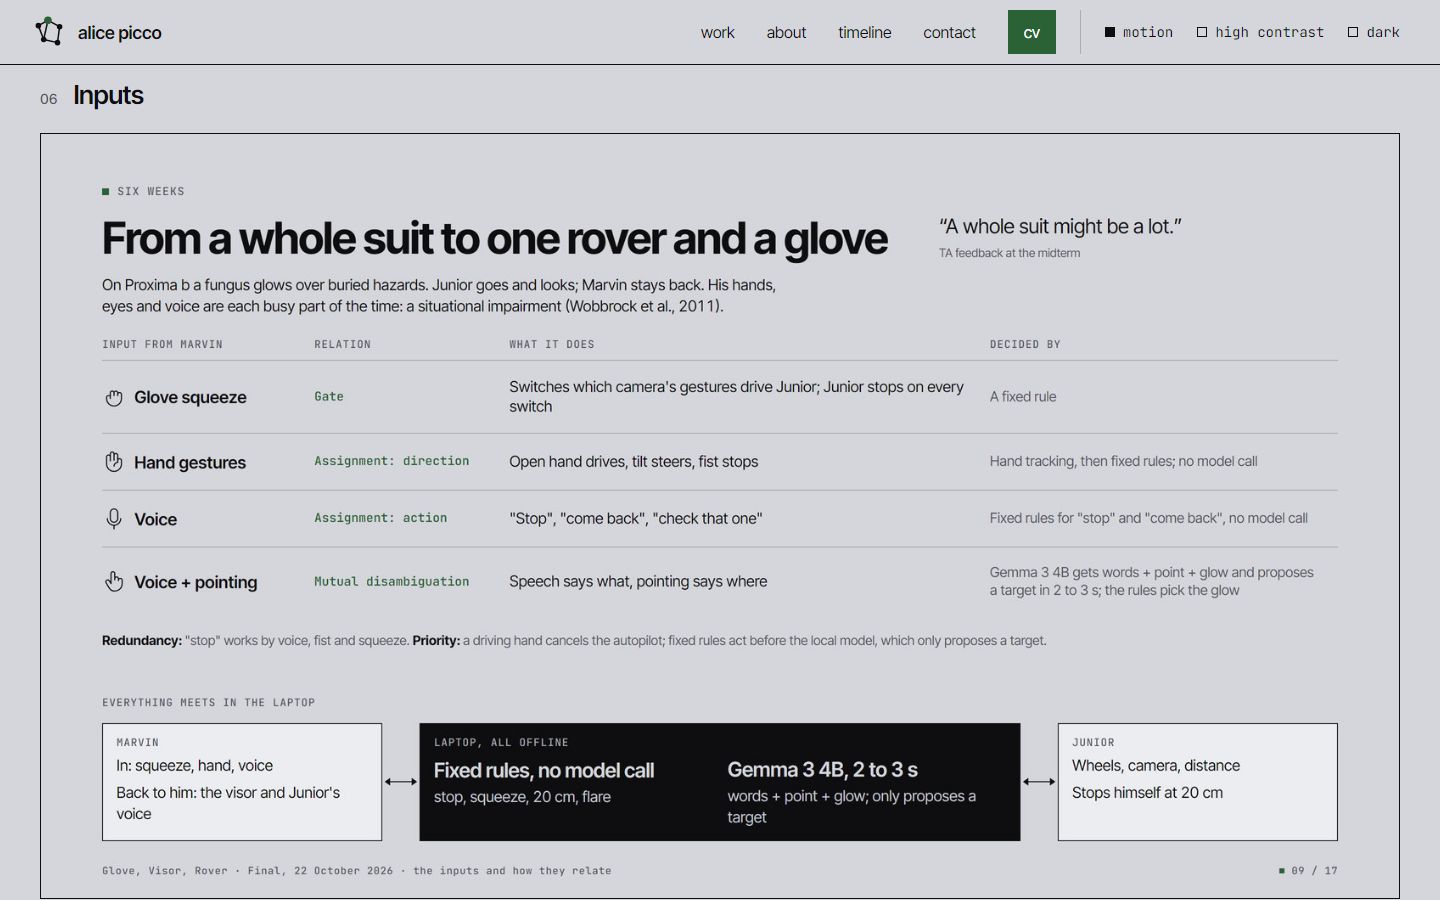 alice picco
work about timeline contact CV motion high contrast dark
06 Inputs
SIX WEEKS
From a whole suit to one rover and a glove
"A whole suit might be a lot."
TA feedback at the midterm
On Proxima b a fungus glows over buried hazards. Junior goes and looks; Marvin stays back. His hands,
eyes and voice are each busy part of the time: a situational impairment (Wobbrock et al., 2011).
INPUT FROM MARVIN RELATION WHAT IT DOES DECIDED BY
Glove squeeze
Gate
Switches which camera's gestures drive Junior; Junior stops on every
switch
A fixed rule
Hand gestures
Assignment: direction
Open hand drives, tilt steers, fist stops
Hand tracking, then fixed rules; no model call
Voice
Assignment: action
"Stop", "come back", "check that one"
Fixed rules for "stop" and "come back", no model call
Voice + pointing
Mutual disambiguation
Speech says what, pointing says where
Gemma 3 4B gets words + point + glow and proposes
a target in 2 to 3 s; the rules pick the glow
Redundancy: "stop" works by voice, fist and squeeze. Priority: a driving hand cancels the autopilot; fixed rules act before the local model, which only proposes a target.
EVERYTHING MEETS IN THE LAPTOP
MARVIN
In: squeeze, hand, voice
Back to him: the visor and Junior's
voice
LAPTOP, ALL OFFLINE
Fixed rules, no model call
stop, squeeze, 20 cm, flare
Gemma 3 4B, 2 to 3 s
words + point + glow; only proposes a
target
JUNIOR
Wheels, camera, distance
Stops himself at 20 cm
Glove, Visor, Rover · Final, 22 October 2026 · the inputs and how they relate
09 / 17